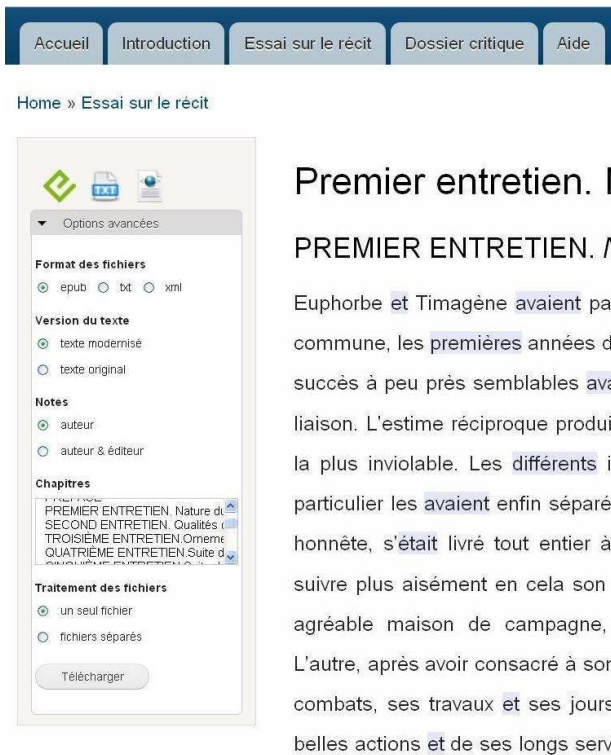 Accueil Introduction Essai sur le récit Dossier critique Aide
Home » Essai sur le récit
TXT
Options avancées
Format des fichiers
epub txt xml
Version du texte
texte modernisé
texte original
Notes
auteur
auteur & éditeur
Chapitres
PREFACE
PREMIER ENTRETIEN. Nature du
SECOND ENTRETIEN. Qualités
TROISIÈME ENTRETIEN.Orneme
QUATRIÈME ENTRETIEN.Suite d
CINQUIÈME ENTRETIEN
Traitement des fichiers
un seul fichier
fichiers séparés
Télécharger
Premier entretien.
PREMIER ENTRETIEN.
Euphorbe et Timagène avaient pa
commune, les premières années d
succès à peu près semblables ava
liaison. L'estime réciproque produi
la plus inviolable. Les différents i
particulier les avaient enfin séparé
honnête, s'était livré tout entier à
suivre plus aisément en cela son
agréable maison de campagne,
L'autre, après avoir consacré à son
combats, ses travaux et ses jours
belles actions et de ses longs serv